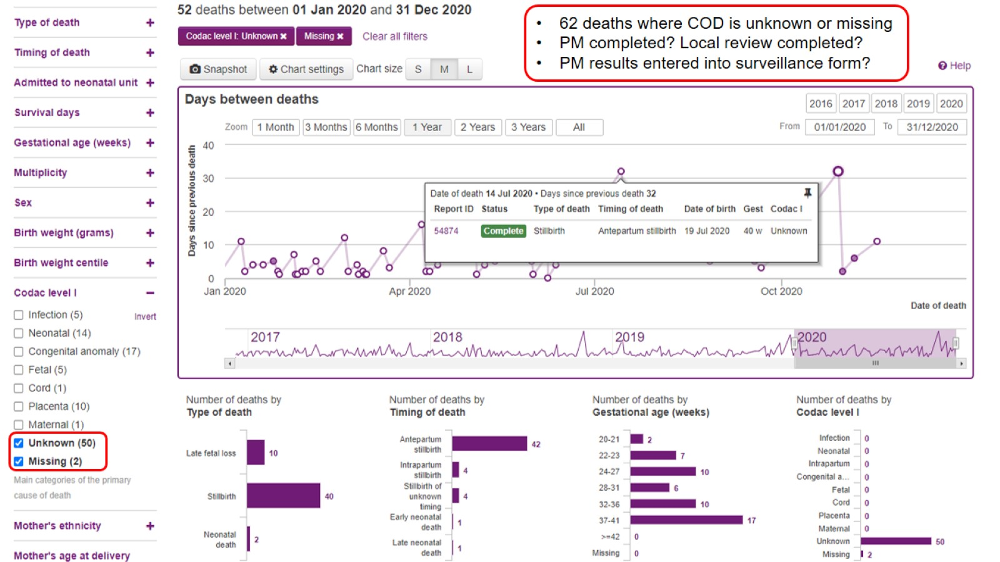 52 deaths between 01 Jan 2020 and 31 Dec 2020
Codac level I: Unknown ✖ Missing ✖ Clear all filters
Snapshot Chart settings Chart size S M L
• 62 deaths where COD is unknown or missing
• PM completed? Local review completed?
• PM results entered into surveillance form?
Help
Type of death +
Timing of death +
Admitted to neonatal unit +
Survival days +
Gestational age (weeks) +
Multiplicity +
Sex +
Birth weight (grams) +
Birth weight centile +
Codac level I −
Infection (5) Invert
Neonatal (14)
Congenital anomaly (17)
Fetal (5)
Cord (1)
Placenta (10)
Maternal (1)
Unknown (50)
Missing (2)
Main categories of the primary
cause of death
Mother's ethnicity +
Mother's age at delivery
Days between deaths
2016 2017 2018 2019 2020
Zoom 1 Month 3 Months 6 Months 1 Year 2 Years 3 Years All
From 01/01/2020 To 31/12/2020
Days since previous death
40
30
20
10
0
Date of death 14 Jul 2020 • Days since previous death 32
Report ID Status Type of death Timing of death Date of birth Gest Codac I
54874 Complete Stillbirth Antepartum stillbirth 19 Jul 2020 40 w Unknown
Jan 2020 Apr 2020 Jul 2020 Oct 2020
Date of death
2017 2018 2019 2020
Number of deaths by
Type of death
Late fetal loss 10
Stillbirth 40
Neonatal
death 2
Number of deaths by
Timing of death
Antepartum
stillbirth 42
Intrapartum
stillbirth 4
Stillbirth of
unknown
timing 4
Early neonatal
death 1
Late neonatal
death 1
Number of deaths by
Gestational age (weeks)
20-21 2
22-23 7
24-27 10
28-31 6
32-36 10
37-41 17
>=42 0
Missing 0
Number of deaths by
Codac level I
Infection 0
Neonatal 0
Intrapartum 0
Congenital a... 0
Fetal 0
Cord 0
Placenta 0
Maternal 0
Unknown 50
Missing 2